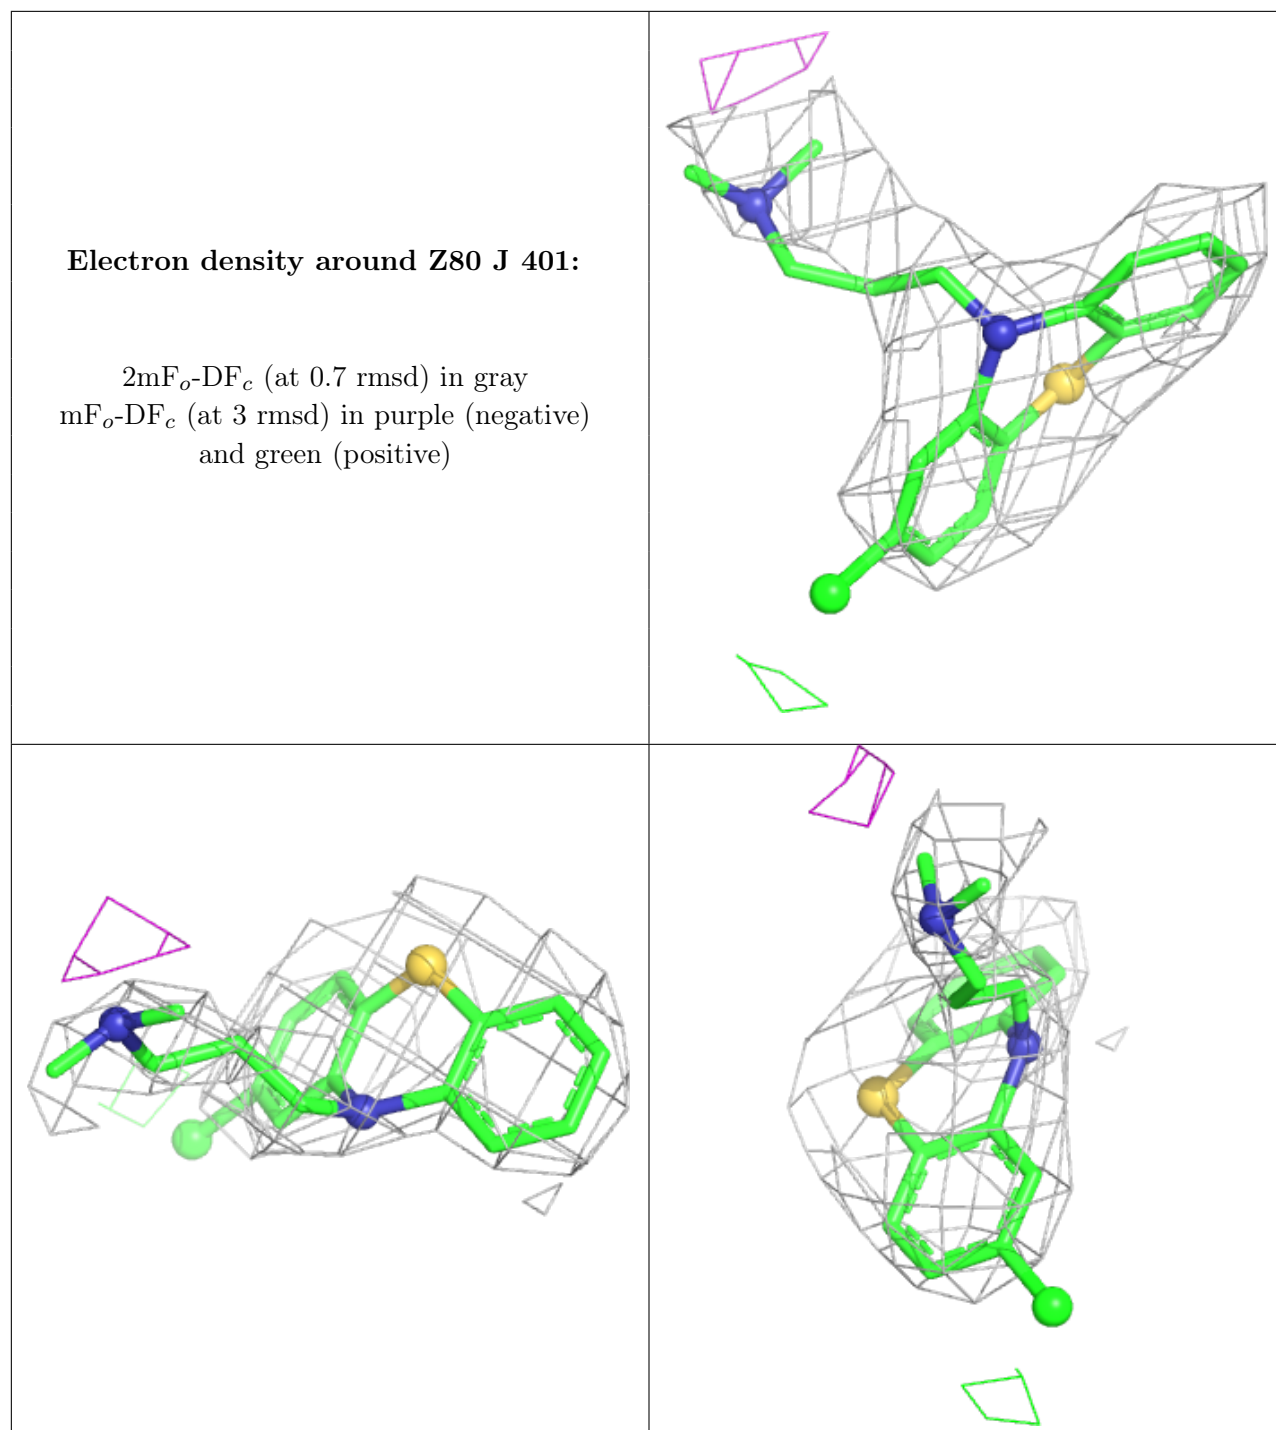 Electron density around Z80 J 401:
2mFo-DFc (at 0.7 rmsd) in gray
mFo-DFc (at 3 rmsd) in purple (negative)
and green (positive)